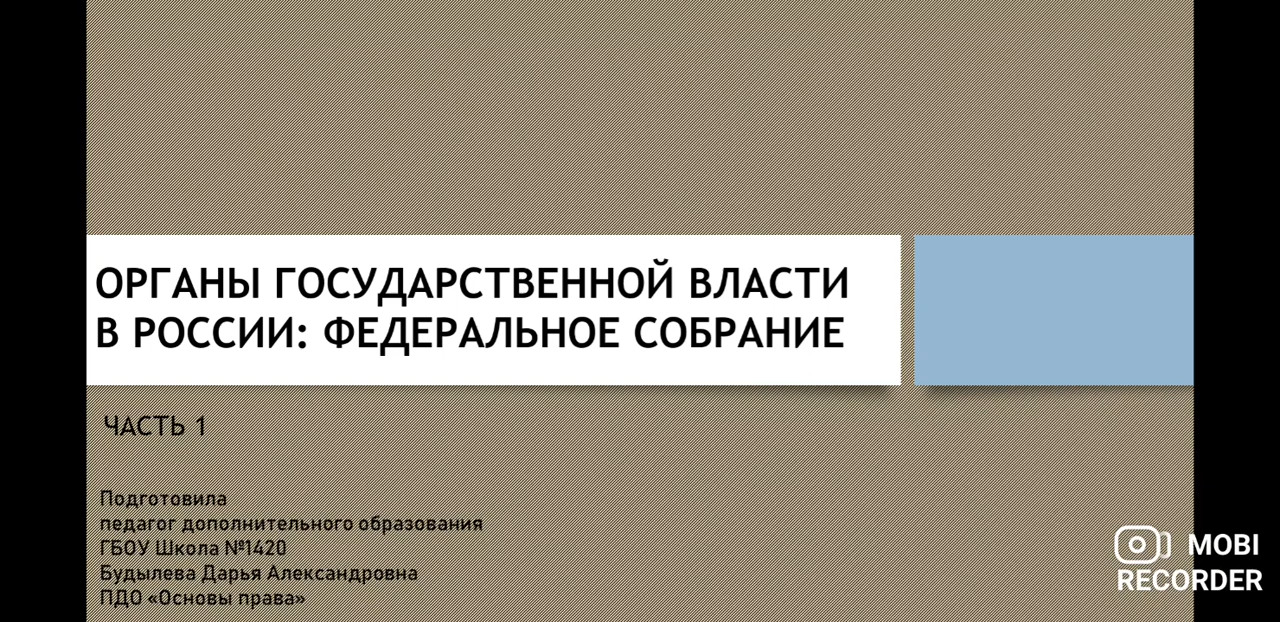 ОРГАНЫ ГОСУДАРСТВЕННОЙ ВЛАСТИ
В РОССИИ: ФЕДЕРАЛЬНОЕ СОБРАНИЕ
ЧАСТЬ 1
Подготовила
педагог дополнительного образования
ГБОУ Школа №1420
Будылева Дарья Александровна
ПДО «Основы права»
MOBI
RECORDER